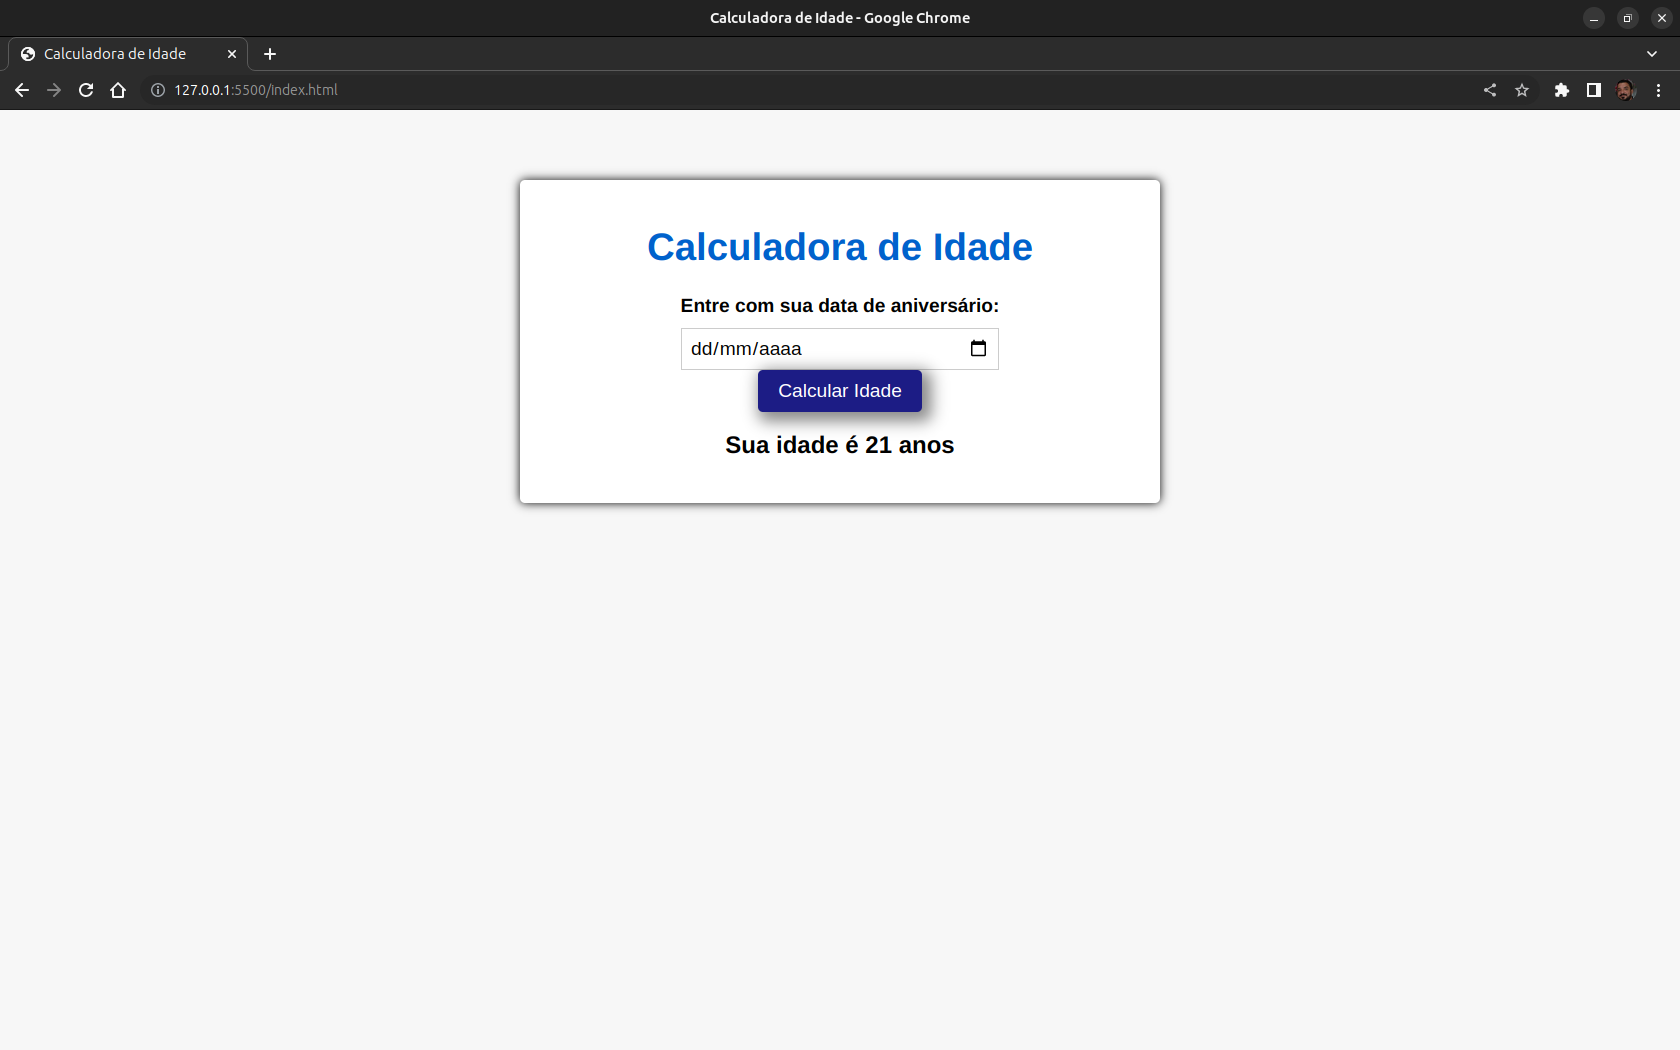 Calculadora de Idade - Google Chrome
Calculadora de Idade
127.0.0.1:5500/index.html
Calculadora de Idade
Entre com sua data de aniversário:
dd/mm/aaaa
Calcular Idade
Sua idade é 21 anos